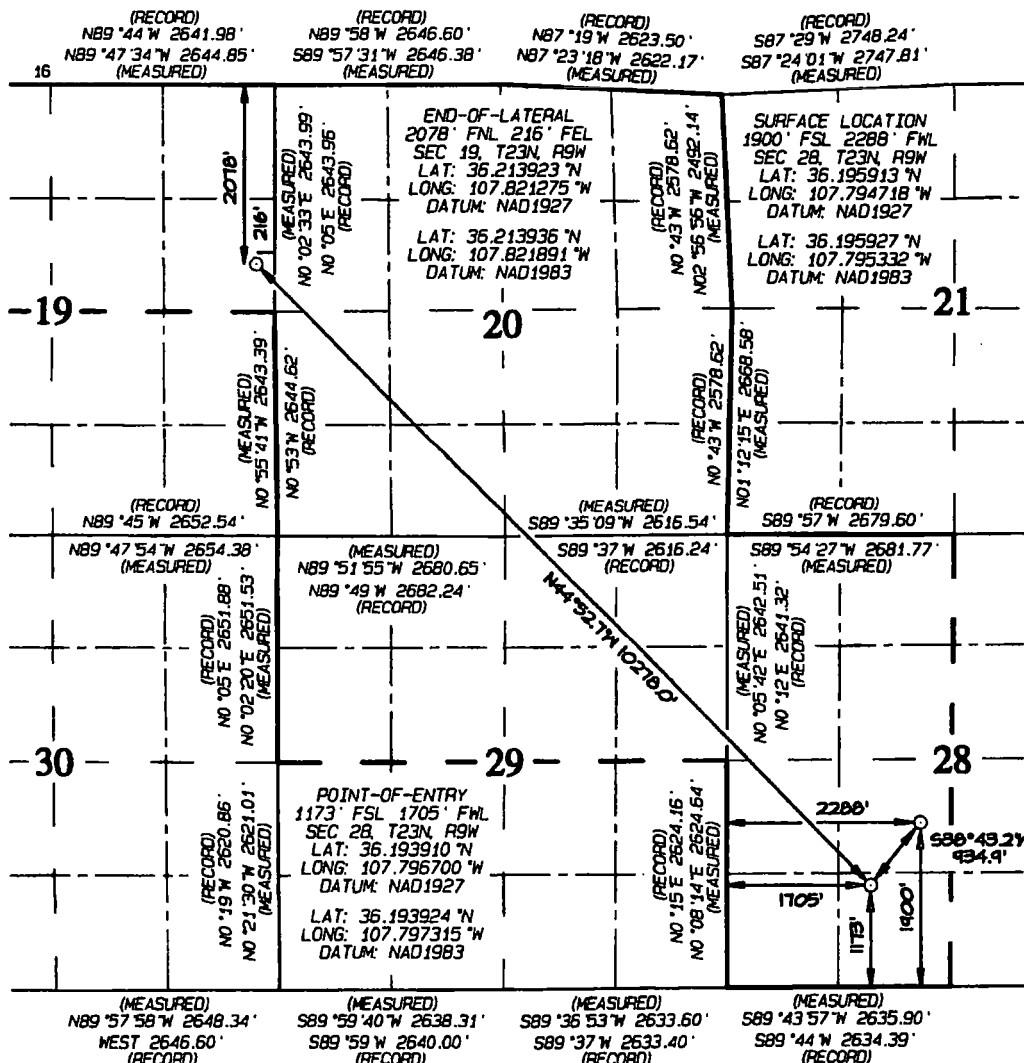 (RECORD)
N89°44'W 2641.98'
N89°47'34"W 2644.85'
(MEASURED)
(RECORD)
N89°58'W 2646.60'
S89°57'31"W 2646.38'
(MEASURED)
(RECORD)
N87°19'W 2623.50'
N87°23'18"W 2622.17'
(MEASURED)
(RECORD)
S87°29'W 2748.24'
S87°24'01"W 2747.81'
(MEASURED)
16
2078'
216'
(MEASURED)
N0°02'33"E 2643.99'
N0°05'E 2643.96'
(RECORD)
END-OF-LATERAL
2078' FNL 216' FEL
SEC 19, T23N, R9W
LAT: 36.213923°N
LONG: 107.821275°W
DATUM: NAD1927
LAT: 36.213936°N
LONG: 107.821891°W
DATUM: NAD1983
(RECORD)
N0°43'W 2578.62'
N02°56'56"W 2492.14'
(MEASURED)
SURFACE LOCATION
1900' FSL 2288' FWL
SEC 28, T23N, R9W
LAT: 36.195913°N
LONG: 107.794718°W
DATUM: NAD1927
LAT: 36.195927°N
LONG: 107.795332°W
DATUM: NAD1983
19
20
21
(MEASURED)
N0°55'41"W 2643.39'
N0°53'W 2644.62'
(RECORD)
(RECORD)
N0°43'W 2578.62'
N01°12'15"E 2668.58'
(MEASURED)
(RECORD)
N89°45'W 2652.54'
N89°47'54"W 2654.38'
(MEASURED)
(MEASURED)
N89°51'55"W 2680.65'
N89°49'W 2682.24'
(RECORD)
(MEASURED)
S89°35'09"W 2616.54'
S89°37'W 2616.24'
(RECORD)
(RECORD)
S89°57'W 2679.60'
S89°54'27"W 2681.77'
(MEASURED)
(RECORD)
N0°05'E 2651.88'
N0°02'20"E 2651.53'
(MEASURED)
N44°52.7'W 10278.0'
(MEASURED)
N0°05'42"E 2642.51'
N0°12'E 2641.32'
(RECORD)
30
29
28
(RECORD)
N0°19'W 2620.86'
N0°21'30"W 2621.01'
(MEASURED)
POINT-OF-ENTRY
1173' FSL 1705' FWL
SEC 28, T23N, R9W
LAT: 36.193910°N
LONG: 107.796700°W
DATUM: NAD1927
LAT: 36.193924°N
LONG: 107.797315°W
DATUM: NAD1983
(RECORD)
N0°15'E 2624.16'
N0°08'14"E 2624.64'
(MEASURED)
2288'
S38°43.2'W
934.9'
1705'
1173'
1900'
(MEASURED)
N89°57'58"W 2648.34'
WEST 2646.60'
(RECORD)
(MEASURED)
S89°59'40"W 2638.31'
S89°59'W 2640.00'
(RECORD)
(MEASURED)
S89°36'53"W 2633.60'
S89°37'W 2633.40'
(RECORD)
(MEASURED)
S89°43'57"W 2635.90'
S89°44'W 2634.39'
(RECORD)